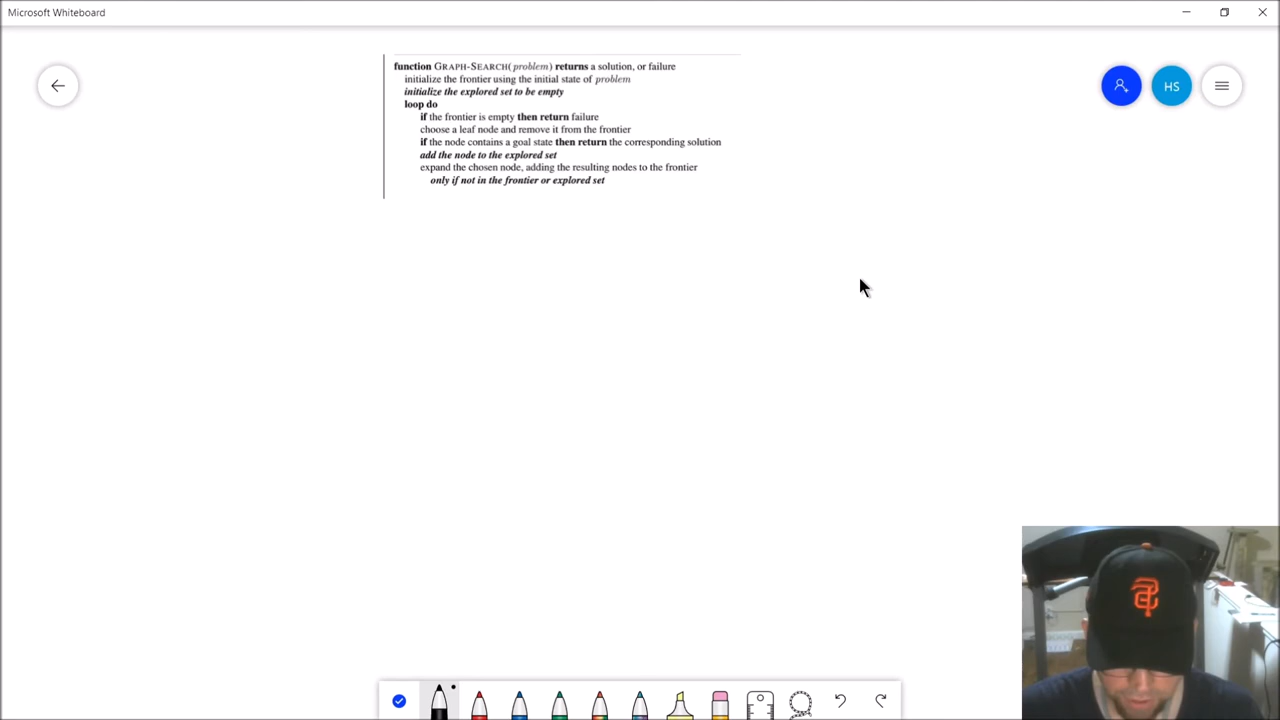 Microsoft Whiteboard
function GRAPH-SEARCH(problem) returns a solution, or failure
initialize the frontier using the initial state of problem
initialize the explored set to be empty
loop do
if the frontier is empty then return failure
choose a leaf node and remove it from the frontier
if the node contains a goal state then return the corresponding solution
add the node to the explored set
expand the chosen node, adding the resulting nodes to the frontier
only if not in the frontier or explored set
HS
SF